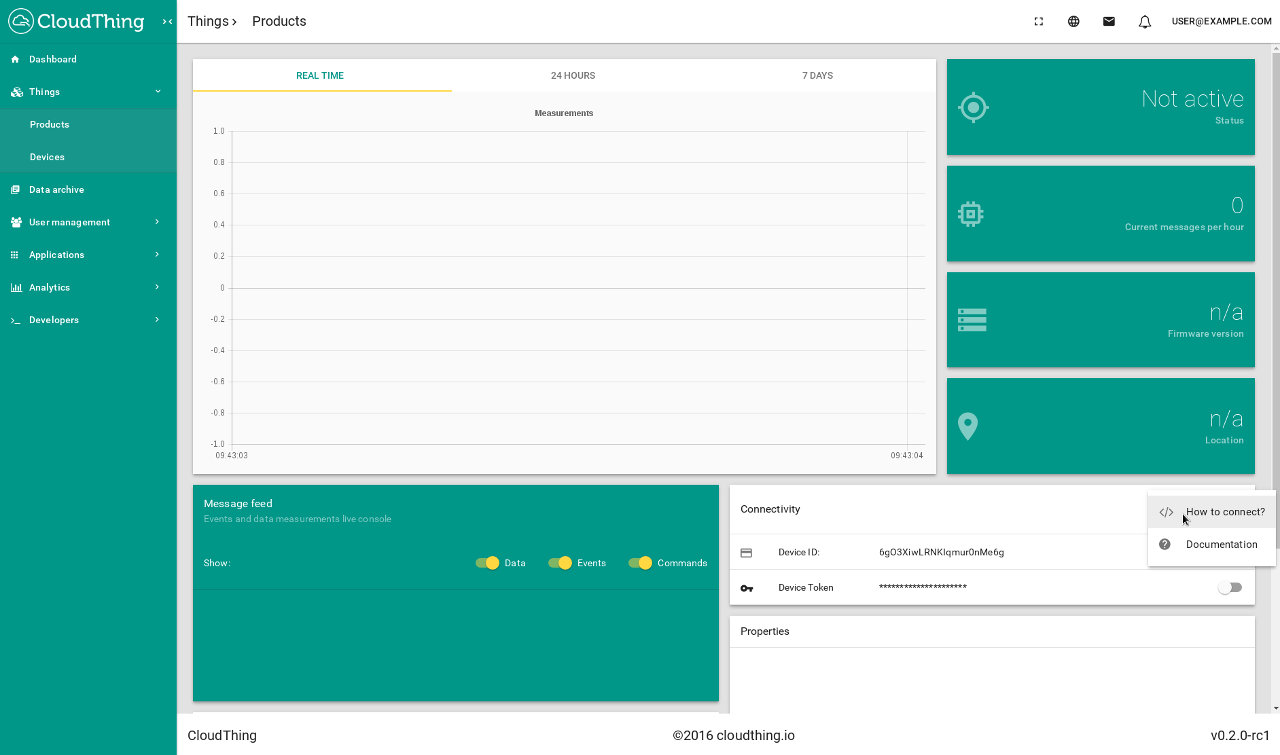 CloudThing
Things › Products
USER@EXAMPLE.COM
Dashboard
Things
Products
Devices
Data archive
User management
Applications
Analytics
Developers
REAL TIME 24 HOURS 7 DAYS
Measurements
1.0
0.8
0.6
0.4
0.2
0
-0.2
-0.4
-0.6
-0.8
-1.0
09:43:03 09:43:04
Not active
Status
0
Current messages per hour
n/a
Firmware version
n/a
Location
Message feed
Events and data measurements live console
Show: Data Events Commands
Connectivity
How to connect?
Documentation
Device ID: 6gO3XiwLRNKIqmur0nMe6g
Device Token *********************
Properties
CloudThing ©2016 cloudthing.io v0.2.0-rc1